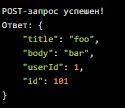 POST-запрос успешен!
Ответ: {
    "title": "foo",
    "body": "bar",
    "userId": 1,
    "id": 101
}